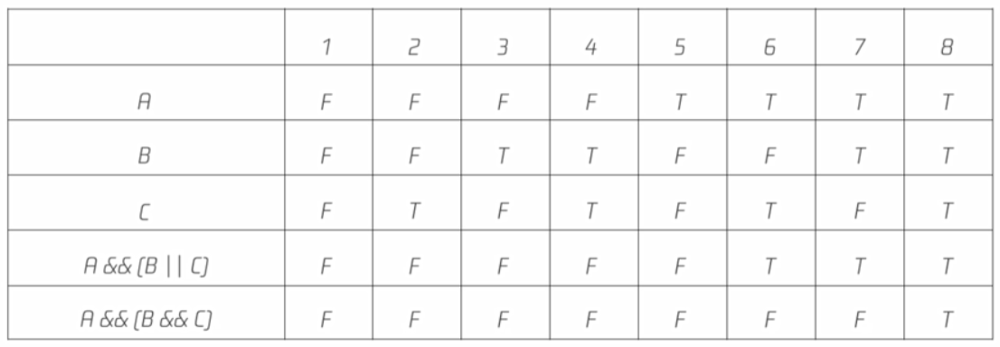 1 2 3 4 5 6 7 8
A F F F F T T T T
B F F T T F F T T
C F T F T F T F T
A && (B || C) F F F F F T T T
A && (B && C) F F F F F F F T